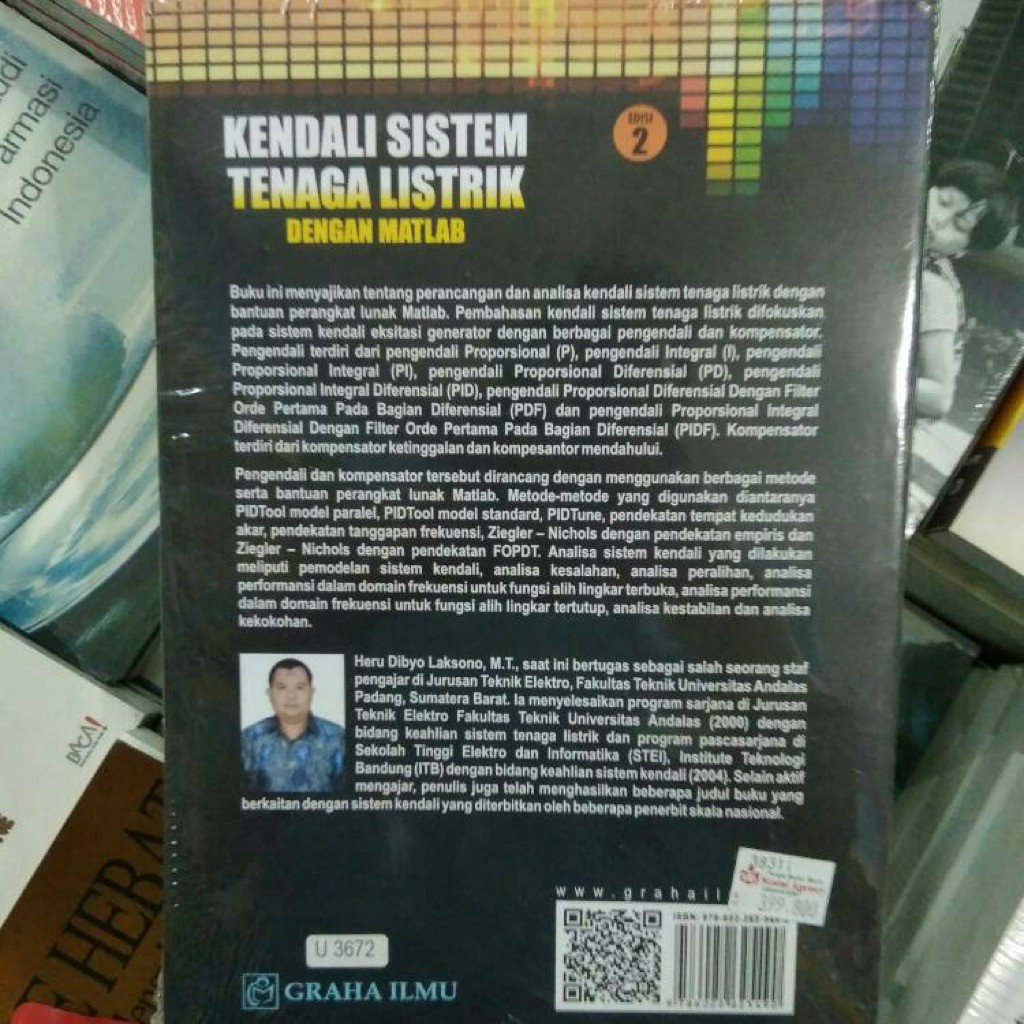 udi
armasi
Indonesia
KENDALI SISTEM
TENAGA LISTRIK
DENGAN MATLAB
EDISI
2
Buku ini menyajikan tentang perancangan dan analisa kendali sistem tenaga listrik dengan
bantuan perangkat lunak Matlab. Pembahasan kendali sistem tenaga listrik difokuskan
pada sistem kendali eksitasi generator dengan berbagai pengendali dan kompensator.
Pengendali terdiri dari pengendali Proporsional (P), pengendali Integral (I), pengendali
Proporsional Integral (PI), pengendali Proporsional Diferensial (PD), pengendali
Proporsional Integral Diferensial (PID), pengendali Proporsional Diferensial Dengan Filter
Orde Pertama Pada Bagian Diferensial (PDF) dan pengendali Proporsional Integral
Diferensial Dengan Filter Orde Pertama Pada Bagian Diferensial (PIDF). Kompensator
terdiri dari kompensator ketinggalan dan kompesantor mendahului.
Pengendali dan kompensator tersebut dirancang dengan menggunakan berbagai metode
serta bantuan perangkat lunak Matlab. Metode-metode yang digunakan diantaranya
PIDTool model paralel, PIDTool model standard, PIDTune, pendekatan tempat kedudukan
akar, pendekatan tanggapan frekuensi, Ziegler – Nichols dengan pendekatan empiris dan
Ziegler – Nichols dengan pendekatan FOPDT. Analisa sistem kendali yang dilakukan
meliputi pemodelan sistem kendali, analisa kesalahan, analisa peralihan, analisa
performansi dalam domain frekuensi untuk fungsi alih lingkar terbuka, analisa performansi
dalam domain frekuensi untuk fungsi alih lingkar tertutup, analisa kestabilan dan analisa
kekokohan.
Heru Dibyo Laksono, M.T., saat ini bertugas sebagai salah seorang staf
pengajar di Jurusan Teknik Elektro, Fakultas Teknik Universitas Andalas
Padang, Sumatera Barat. Ia menyelesaikan program sarjana di Jurusan
Teknik Elektro Fakultas Teknik Universitas Andalas (2000) dengan
bidang keahlian sistem tenaga listrik dan program pascasarjana di
Sekolah Tinggi Elektro dan Informatika (STEI), Institute Teknologi
Bandung (ITB) dengan bidang keahlian sistem kendali (2004). Selain aktif
mengajar, penulis juga telah menghasilkan beberapa judul buku yang
berkaitan dengan sistem kendali yang diterbitkan oleh beberapa penerbit skala nasional.
BACA!
E HERAT
www.grahail
399.800
U 3672
GRAHA ILMU